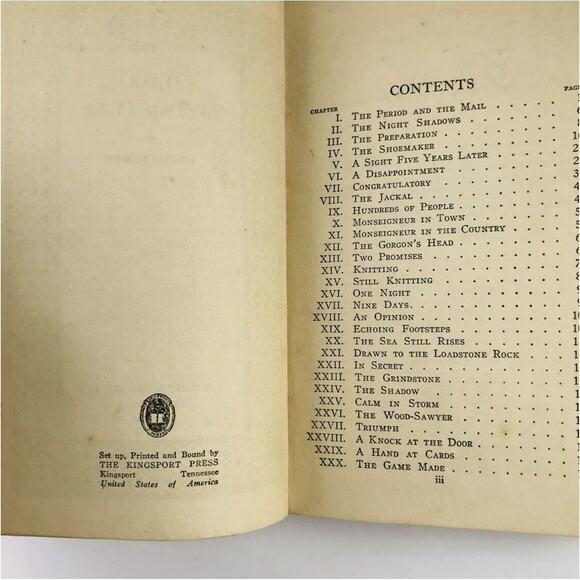 Set up, Printed and Bound by
THE KINGSPORT PRESS
Kingsport Tennessee
United States of America
CONTENTS
CHAPTER
I. THE PERIOD AND THE MAIL
II. THE NIGHT SHADOWS
III. THE PREPARATION
IV. THE SHOEMAKER
V. A SIGHT FIVE YEARS LATER
VI. A DISAPPOINTMENT
VII. CONGRATULATORY
VIII. THE JACKAL
IX. HUNDREDS OF PEOPLE
X. MONSEIGNEUR IN TOWN
XI. MONSEIGNEUR IN THE COUNTRY
XII. THE GORGON'S HEAD
XIII. TWO PROMISES
XIV. KNITTING
XV. STILL KNITTING
XVI. ONE NIGHT
XVII. NINE DAYS
XVIII. AN OPINION
XIX. ECHOING FOOTSTEPS
XX. THE SEA STILL RISES
XXI. DRAWN TO THE LOADSTONE ROCK
XXII. IN SECRET
XXIII. THE GRINDSTONE
XXIV. THE SHADOW
XXV. CALM IN STORM
XXVI. THE WOOD-SAWYER
XXVII. TRIUMPH
XXVIII. A KNOCK AT THE DOOR
XXIX. A HAND AT CARDS
XXX. THE GAME MADE
iii